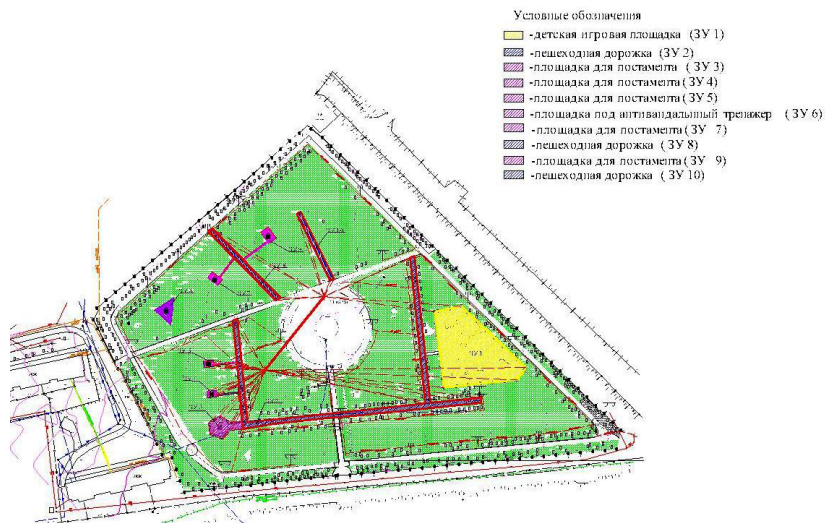 Условные обозначения
-детская игровая площадка (ЗУ 1)
-пешеходная дорожка (ЗУ 2)
-площадка для постамента (ЗУ 3)
-площадка для постамента (ЗУ 4)
-площадка для постамента (ЗУ 5)
-площадка под антивандальный тренажер (ЗУ 6)
-площадка для постамента (ЗУ 7)
-пешеходная дорожка (ЗУ 8)
-площадка для постамента (ЗУ 9)
-пешеходная дорожка (ЗУ 10)